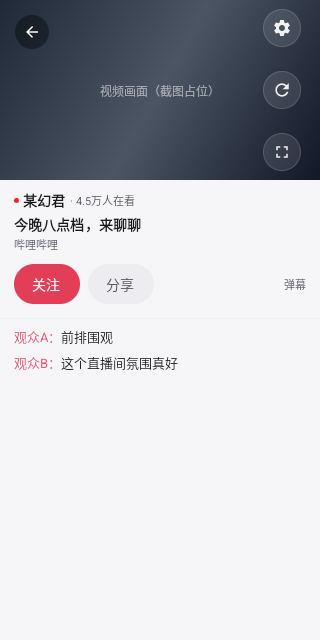 视频画面（截图占位）
某幻君 · 4.5万人在看
今晚八点档，来聊聊
哔哩哔哩
关注 分享 弹幕
观众A：前排围观
观众B：这个直播间氛围真好